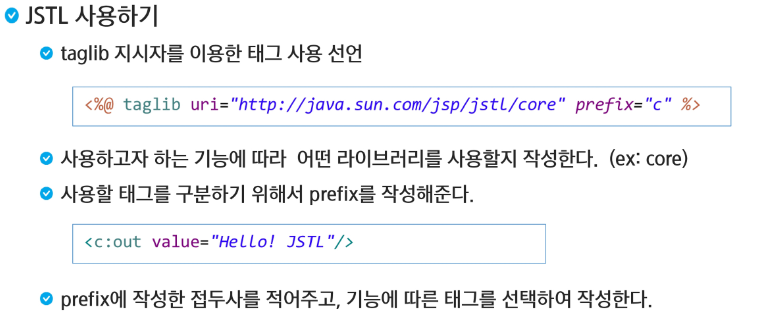 JSTL 사용하기
taglib 지시자를 이용한 태그 사용 선언
<%@ taglib uri="http://java.sun.com/jsp/jstl/core" prefix="c" %>
사용하고자 하는 기능에 따라 어떤 라이브러리를 사용할지 작성한다. (ex: core)
사용할 태그를 구분하기 위해서 prefix를 작성해준다.
<c:out value="Hello! JSTL"/>
prefix에 작성한 접두사를 적어주고, 기능에 따른 태그를 선택하여 작성한다.